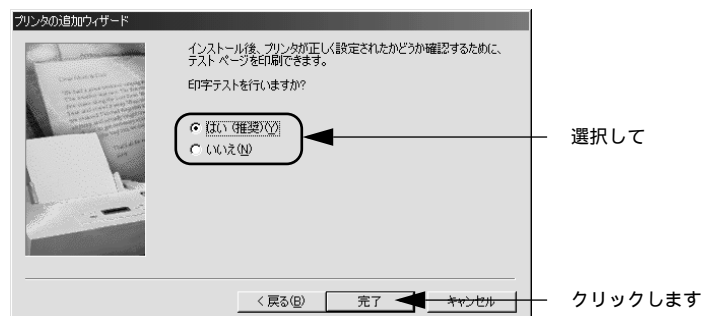 プリンタの追加ウィザード
インストール後、プリンタが正しく設定されたかどうか確認するために、
テスト ページを印刷できます。
印字テストを行いますか?
はい (推奨)(Y)
いいえ(N)
選択して
< 戻る(B)
完了
キャンセル
クリックします